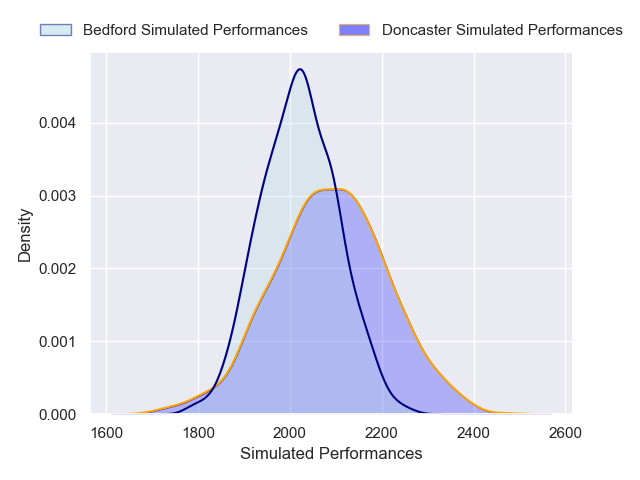 Bedford Simulated Performances
Doncaster Simulated Performances
Density
0.004
0.003
0.002
0.001
0.000
1600 1800 2000 2200 2400 2600
Simulated Performances